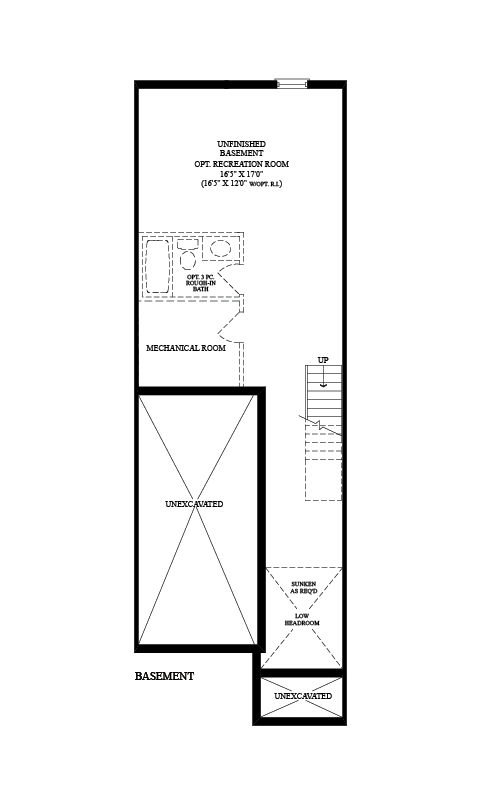 UNFINISHED
BASEMENT
OPT. RECREATION ROOM
16'5" X 17'0"
(16'5" X 12'0" W/OPT. R.I.)
OPT. 3 PC.
ROUGH-IN
BATH
MECHANICAL ROOM
UP
UNEXCAVATED
SUNKEN
AS REQ'D
LOW
HEADROOM
BASEMENT
UNEXCAVATED